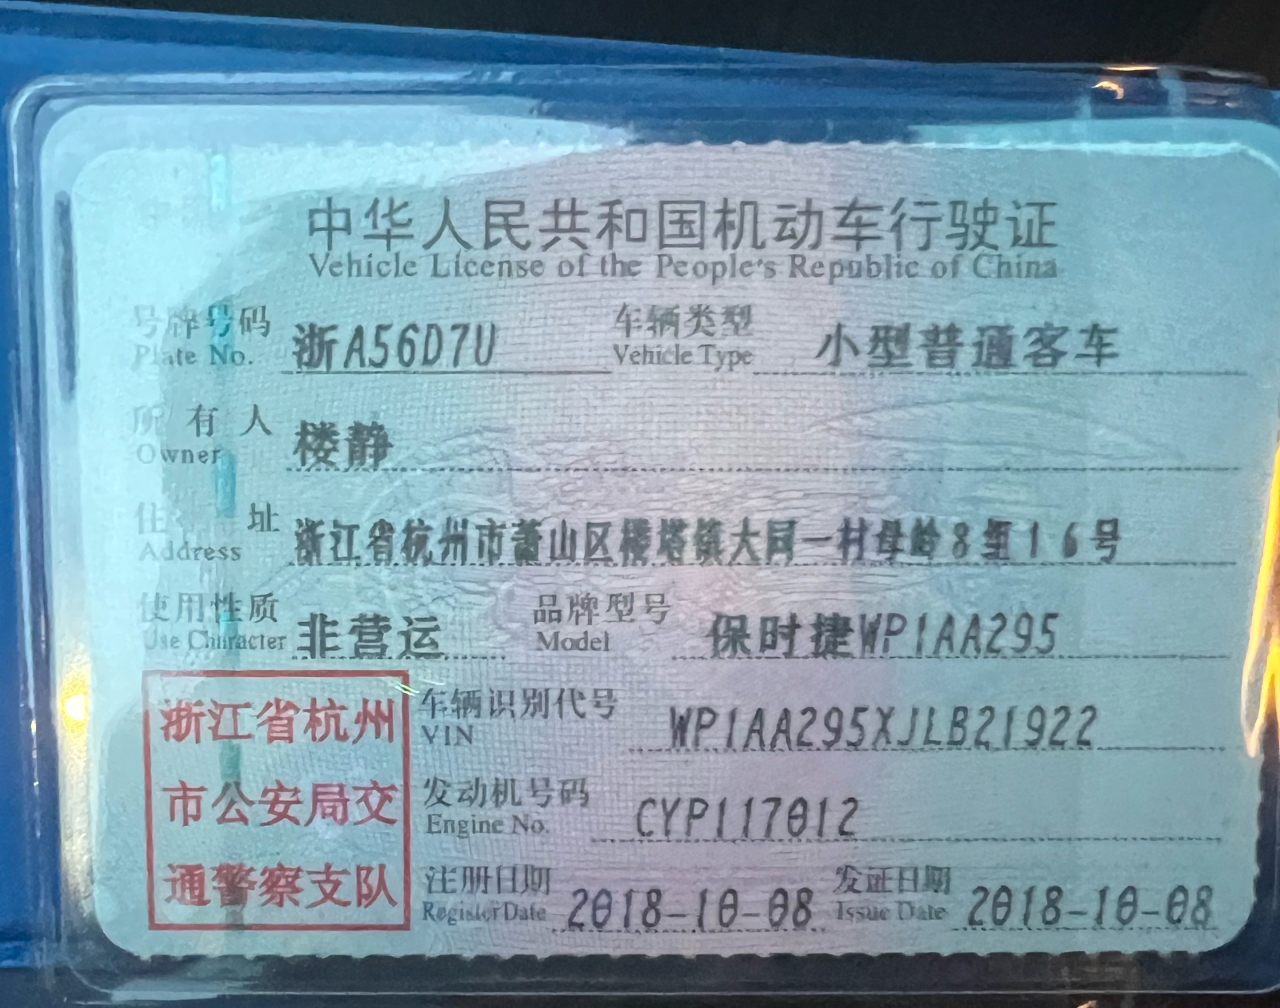 中华人民共和国机动车行驶证
Vehicle License of the People's Republic of China
号牌号码 浙A56D7U 车辆类型 小型普通客车
Plate No. Vehicle Type
所有人 楼静
Owner
住址 浙江省杭州市萧山区楼塔镇大同一村母岭8组16号
Address
使用性质 非营运 品牌型号 保时捷WP1AA295
Use Character Model
浙江省杭州
市公安局交
通警察支队
车辆识别代号 WP1AA295XJLB21922
VIN
发动机号码 CYP117012
Engine No.
注册日期 2018-10-08 发证日期 2018-10-08
Register Date Issue Date